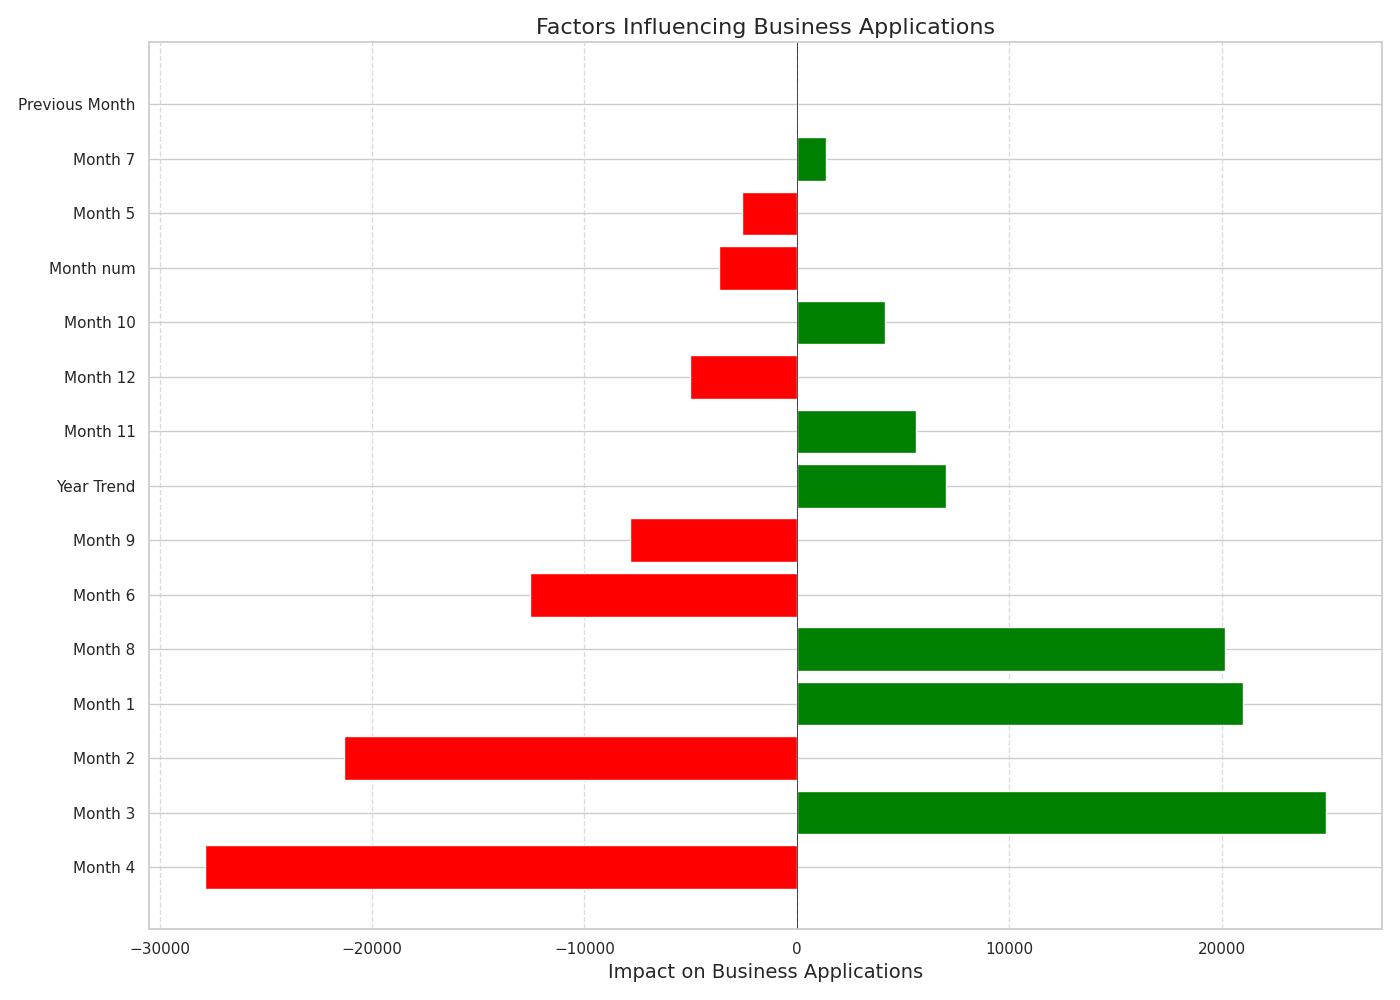 Factors Influencing Business Applications
Previous Month
Month 7
Month 5
Month num
Month 10
Month 12
Month 11
Year Trend
Month 9
Month 6
Month 8
Month 1
Month 2
Month 3
Month 4
−30000 −20000 −10000 0 10000 20000
Impact on Business Applications